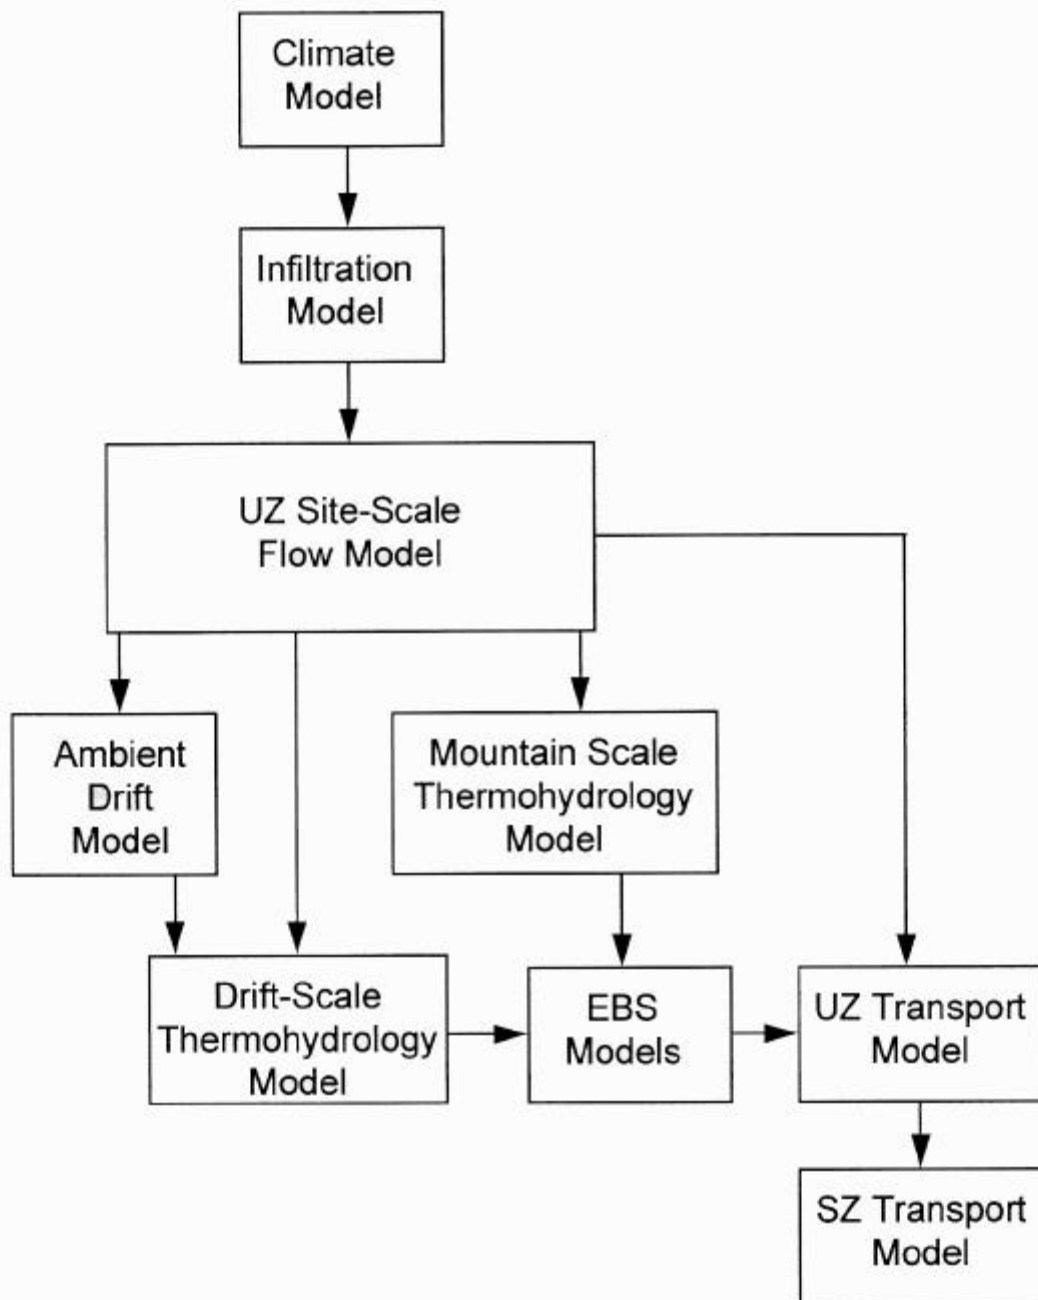 Climate
Model
Infiltration
Model
UZ Site-Scale
Flow Model
Ambient
Drift
Model
Mountain Scale
Thermohydrology
Model
Drift-Scale
Thermohydrology
Model
EBS
Models
UZ Transport
Model
SZ Transport
Model